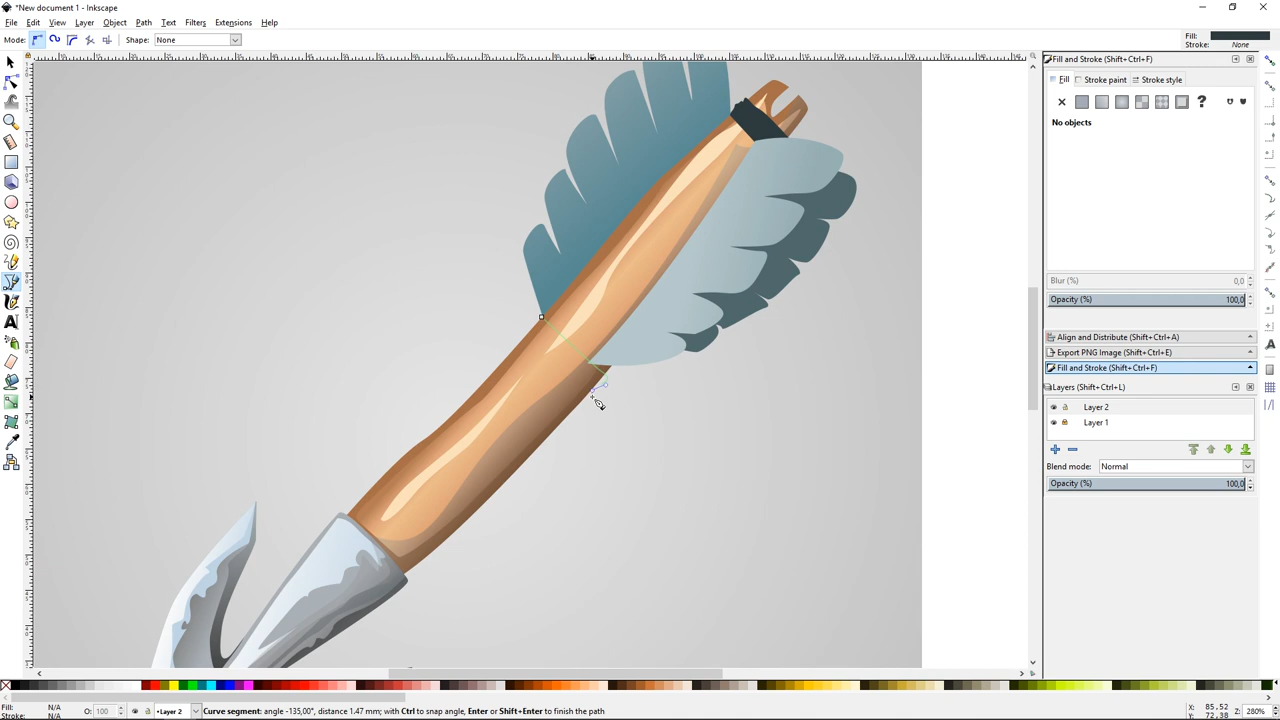 *New document 1 - Inkscape
File Edit View Layer Object Path Text Filters Extensions Help
Mode: Shape: None
Fill:
Stroke: None
Fill and Stroke (Shift+Ctrl+F)
Fill Stroke paint Stroke style
No objects
Blur (%) 0,0
Opacity (%) 100,0
Align and Distribute (Shift+Ctrl+A)
Export PNG Image (Shift+Ctrl+E)
Fill and Stroke (Shift+Ctrl+F)
Layers (Shift+Ctrl+L)
Layer 2
Layer 1
Blend mode: Normal
Opacity (%) 100,0
Fill: N/A
Stroke: N/A
O: 100
Layer 2
Curve segment: angle -135,00°, distance 1.47 mm; with Ctrl to snap angle, Enter or Shift+Enter to finish the path
X: 85,52
Y: 72,38
Z: 280%